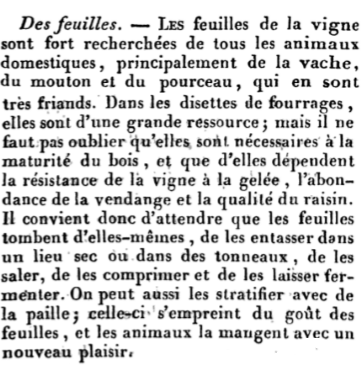 Des feuilles. — LES feuilles de la vigne
sont fort recherchées de tous les animaux
domestiques, principalement de la vache,
du mouton et du pourceau, qui en sont
très friands. Dans les disettes de fourrages,
elles sont d'une grande ressource; mais il ne
faut pas oublier qu'elles sont nécessaires à la
maturité du bois, et que d'elles dépendent
la résistance de la vigne à la gelée, l'abon-
dance de la vendange et la qualité du raisin.
Il convient donc d'attendre que les feuilles
tombent d'elles-mêmes, de les entasser dans
un lieu sec ou dans des tonneaux, de les
saler, de les comprimer et de les laisser fer-
menter. On peut aussi les stratifier avec de
la paille; celle-ci s'empreint du goût des
feuilles, et les animaux la mangent avec un
nouveau plaisir.